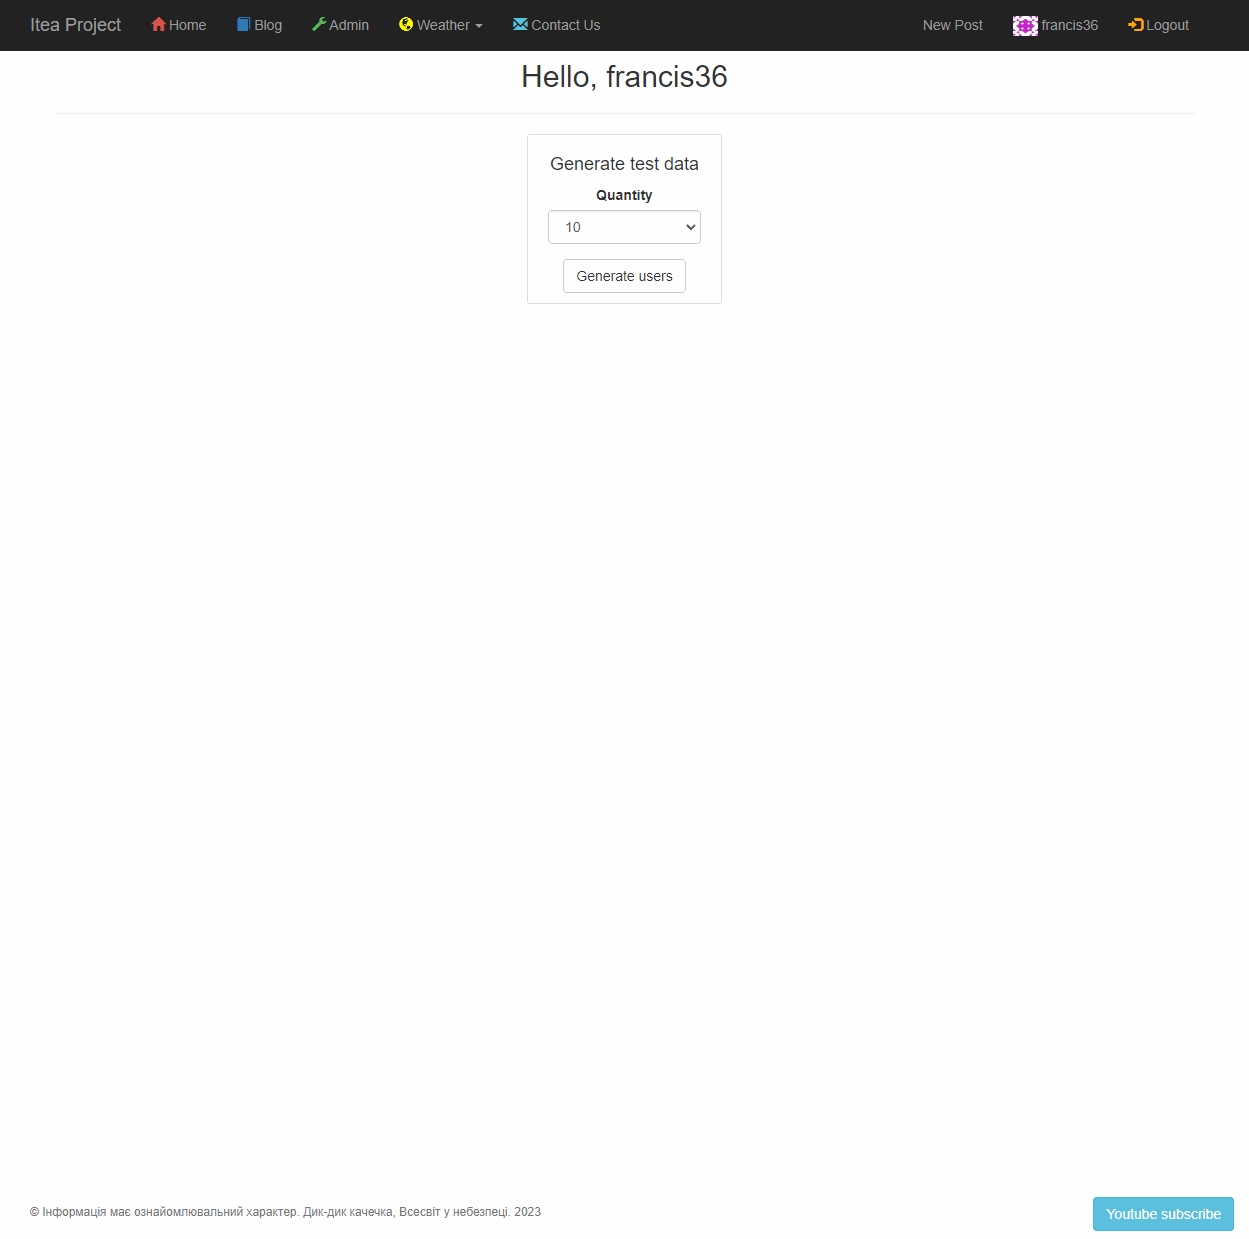 Itea Project Home Blog Admin Weather Contact Us New Post francis36 Logout
Hello, francis36
Generate test data
Quantity
10
Generate users
© Інформація має ознайомлювальний характер. Дик-дик качечка, Всесвіт у небезпеці. 2023
Youtube subscribe